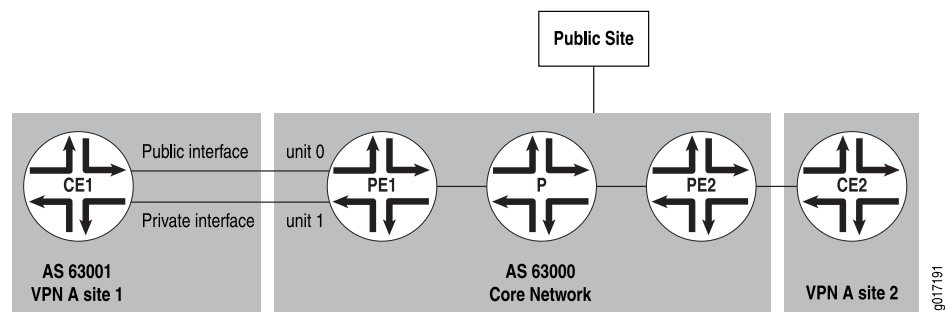 Public Site
Public interface
unit 0
CE1
PE1
P
PE2
CE2
Private interface
unit 1
AS 63001
VPN A site 1
AS 63000
Core Network
VPN A site 2
g017191